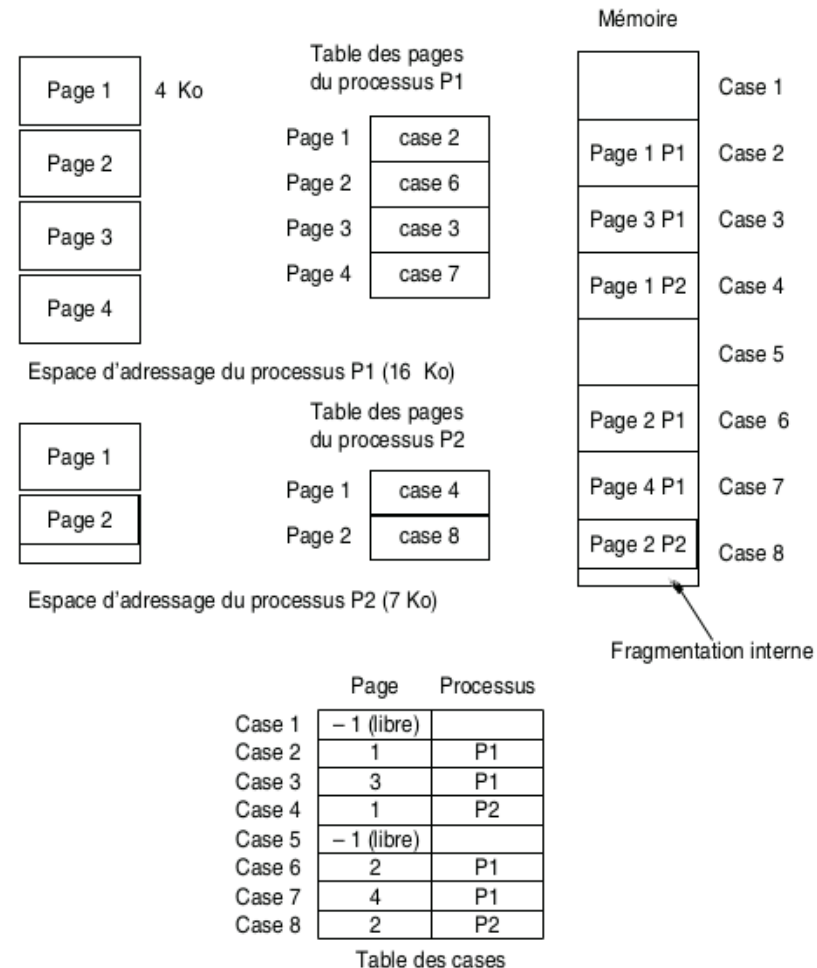 Mémoire
Table des pages
du processus P1
Page 1 4 Ko
Page 2
Page 3
Page 4
Page 1 case 2
Page 2 case 6
Page 3 case 3
Page 4 case 7
Espace d'adressage du processus P1 (16 Ko)
Table des pages
du processus P2
Page 1
Page 2
Page 1 case 4
Page 2 case 8
Espace d'adressage du processus P2 (7 Ko)
Case 1
Page 1 P1 Case 2
Page 3 P1 Case 3
Page 1 P2 Case 4
Case 5
Page 2 P1 Case 6
Page 4 P1 Case 7
Page 2 P2 Case 8
Fragmentation interne
Page Processus
Case 1 – 1 (libre)
Case 2 1 P1
Case 3 3 P1
Case 4 1 P2
Case 5 – 1 (libre)
Case 6 2 P1
Case 7 4 P1
Case 8 2 P2
Table des cases